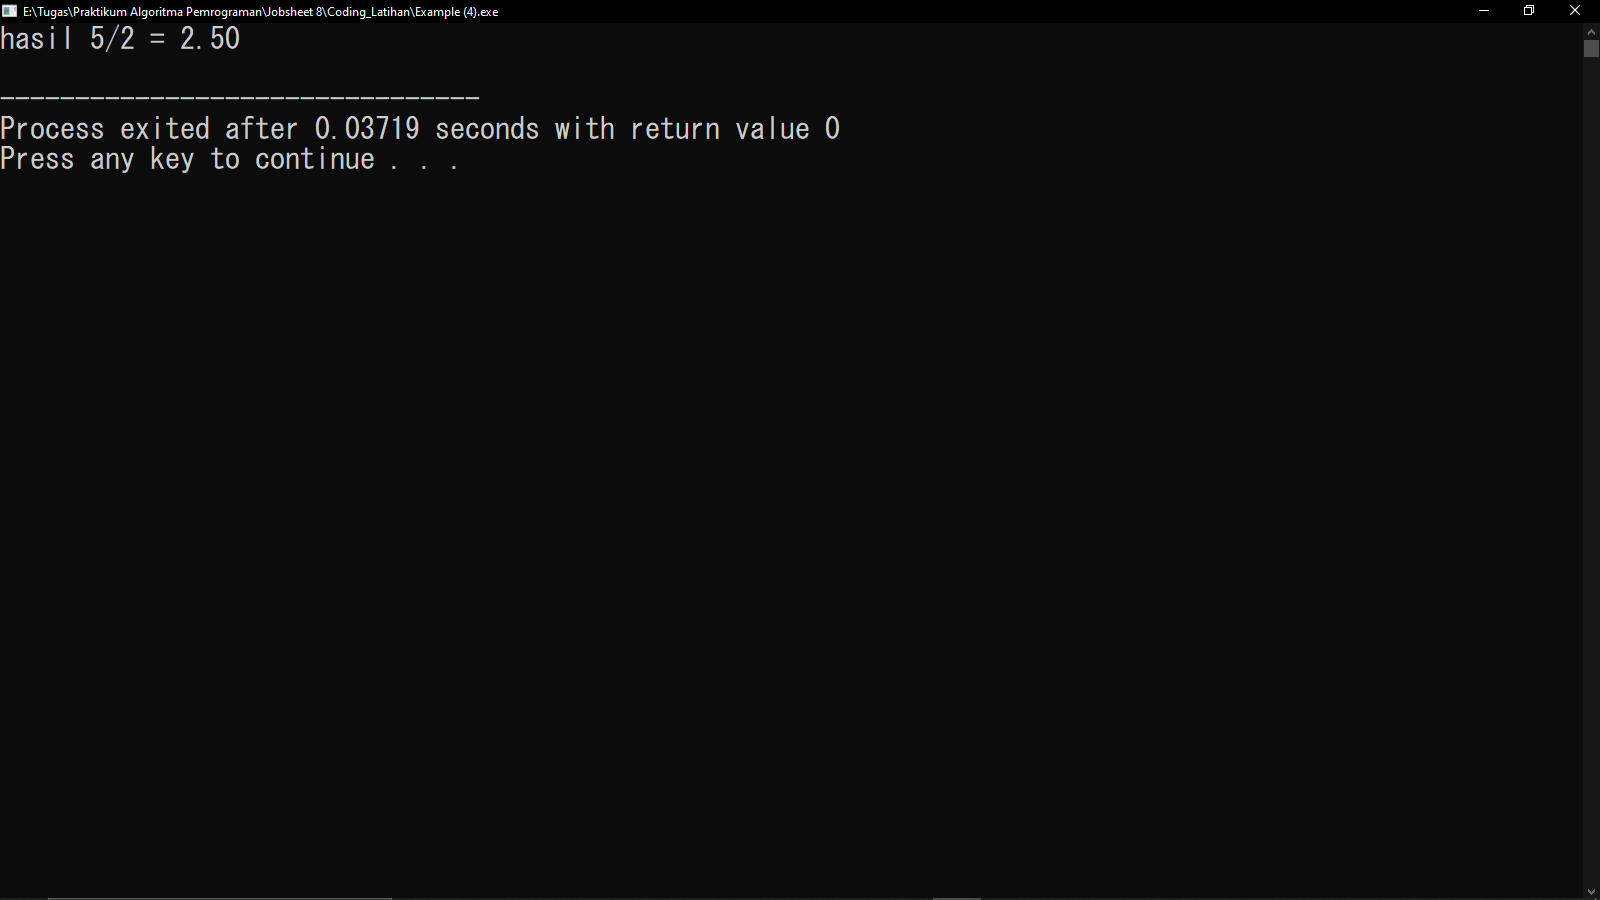 E:\Tugas\Praktikum Algoritma Pemrograman\Jobsheet 8\Coding_Latihan\Example (4).exe
hasil 5/2 = 2.50
--------------------------------
Process exited after 0.03719 seconds with return value 0
Press any key to continue . . .